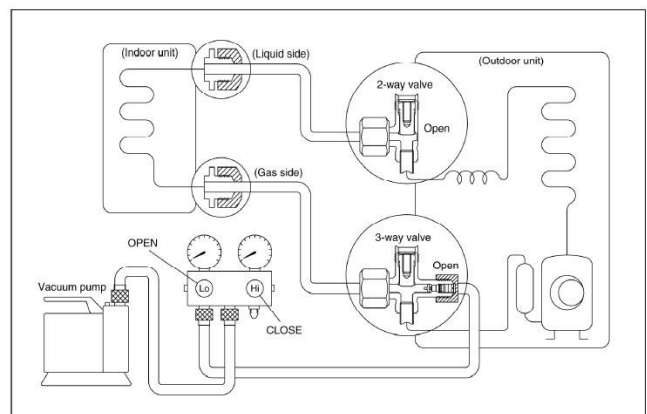 (Indoor unit)
(Liquid side)
(Outdoor unit)
2-way valve
Open
(Gas side)
3-way valve
Open
OPEN
Vacuum pump
Lo
Hi
CLOSE